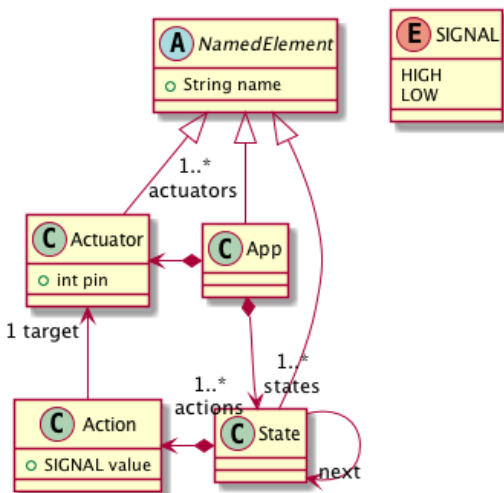 A NamedElement
String name
E SIGNAL
HIGH
LOW
1..*
actuators
C Actuator
int pin
C App
1 target
1..*
states
1..*
actions
C Action
SIGNAL value
C State
next